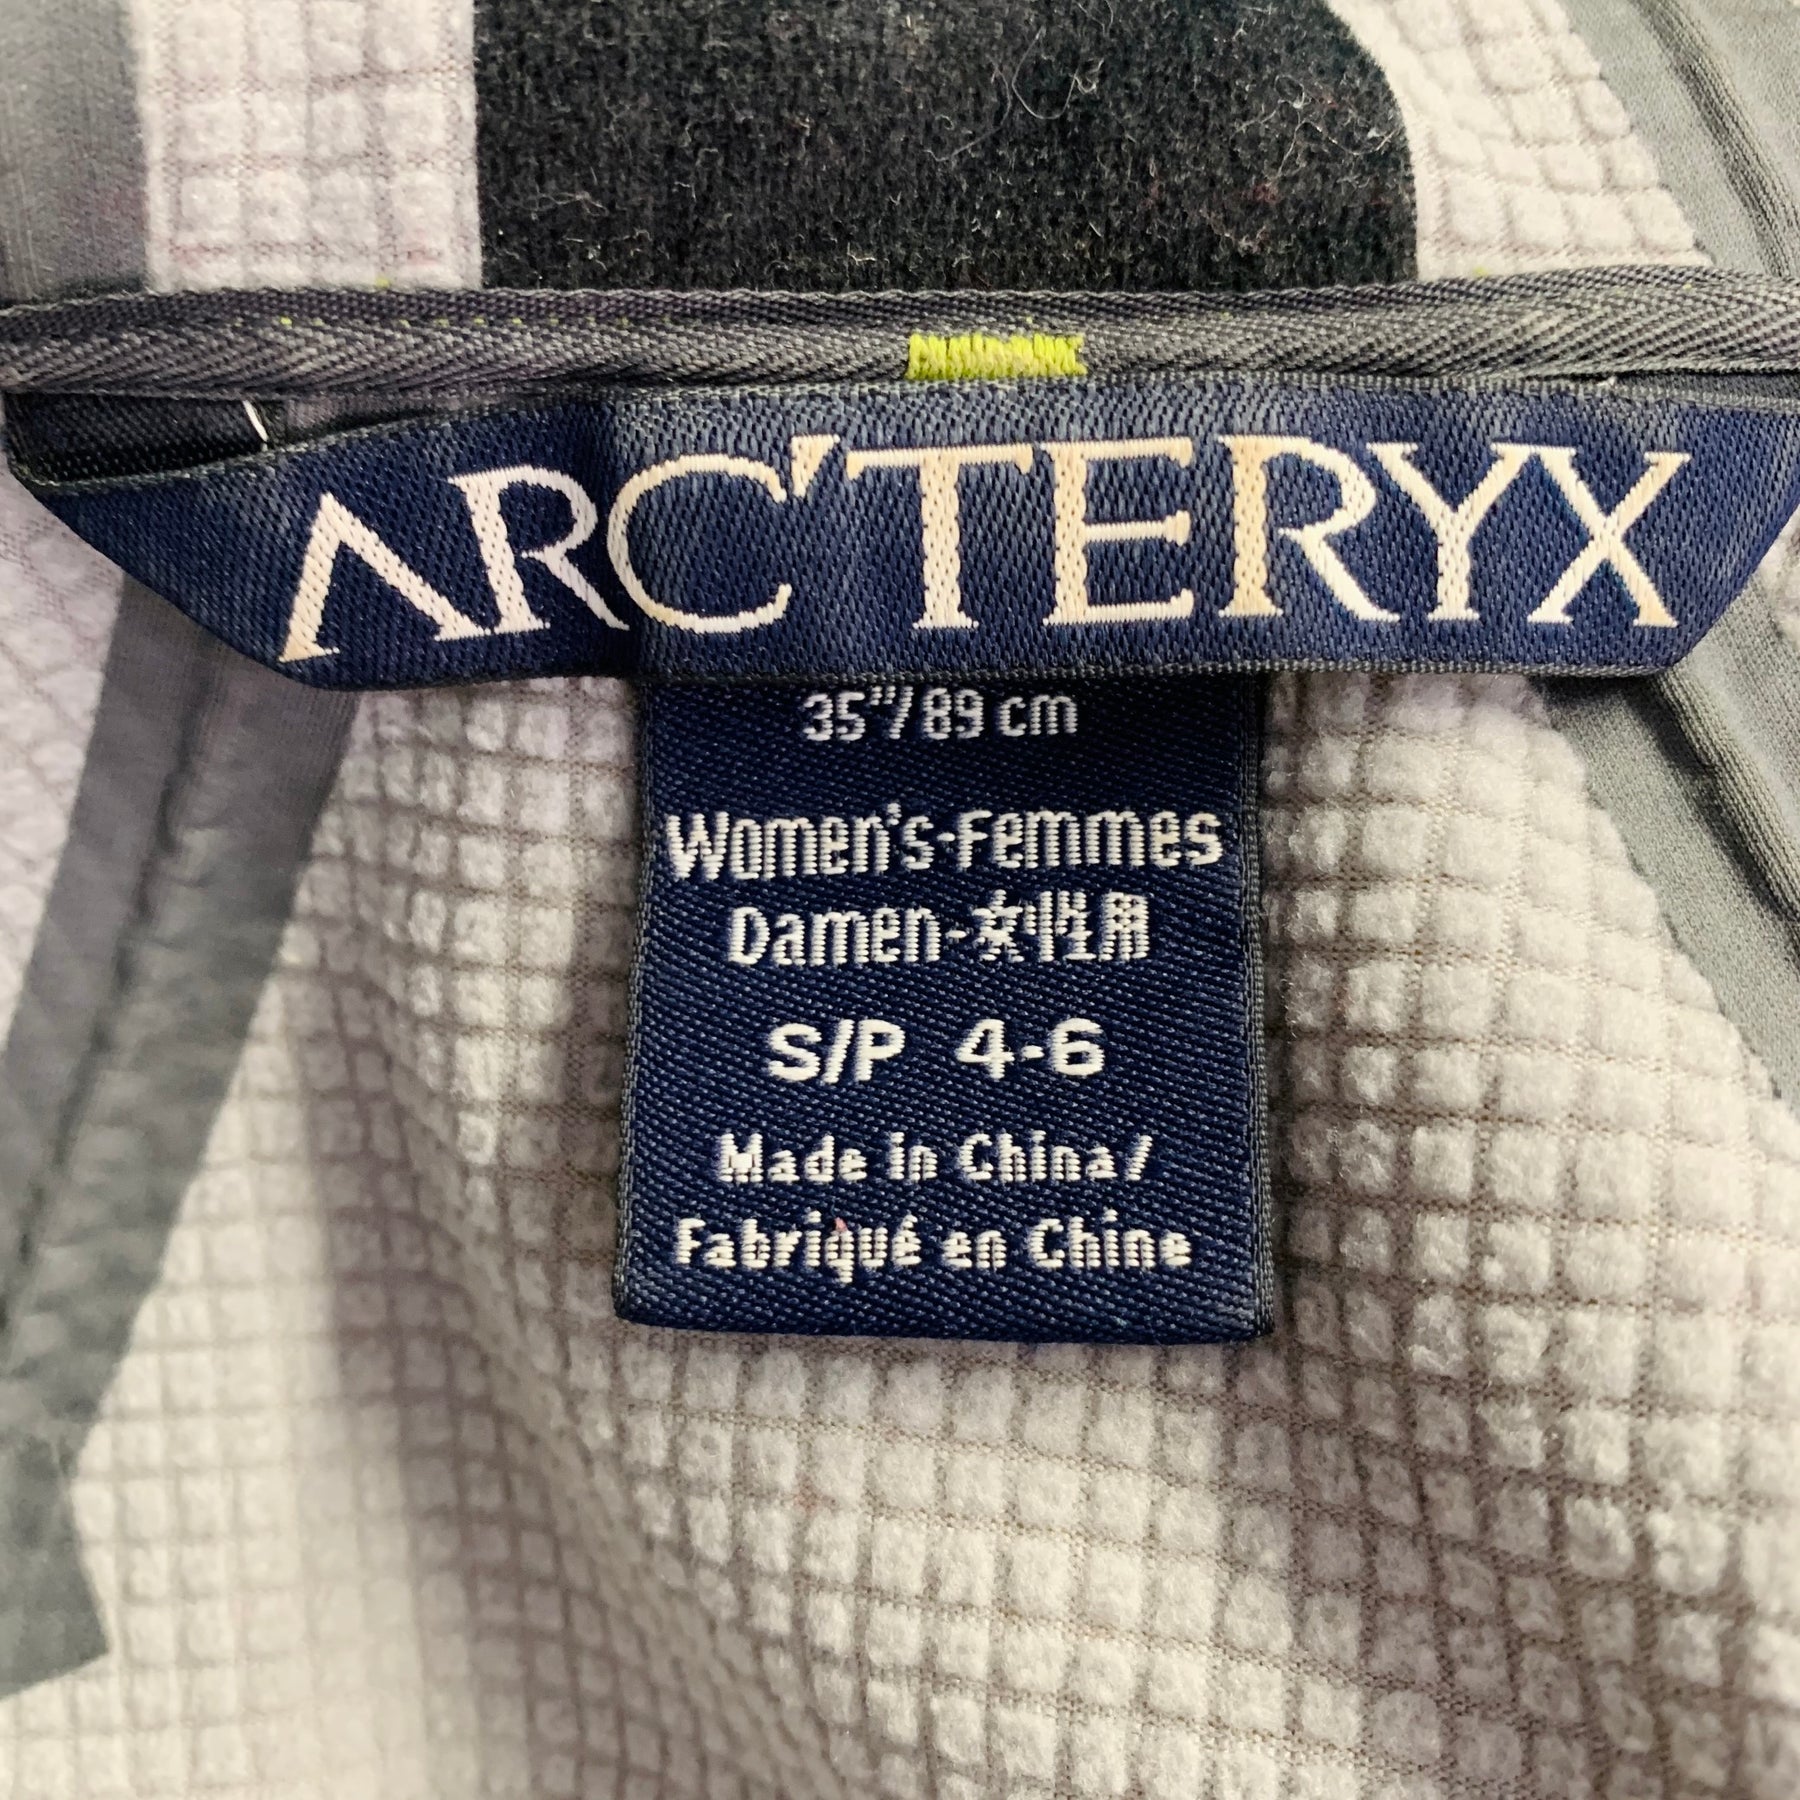 ARC'TERYX
35"/89 cm
Women's-Femmes
Damen-女性用
S/P 4-6
Made in China/
Fabriqué en Chine